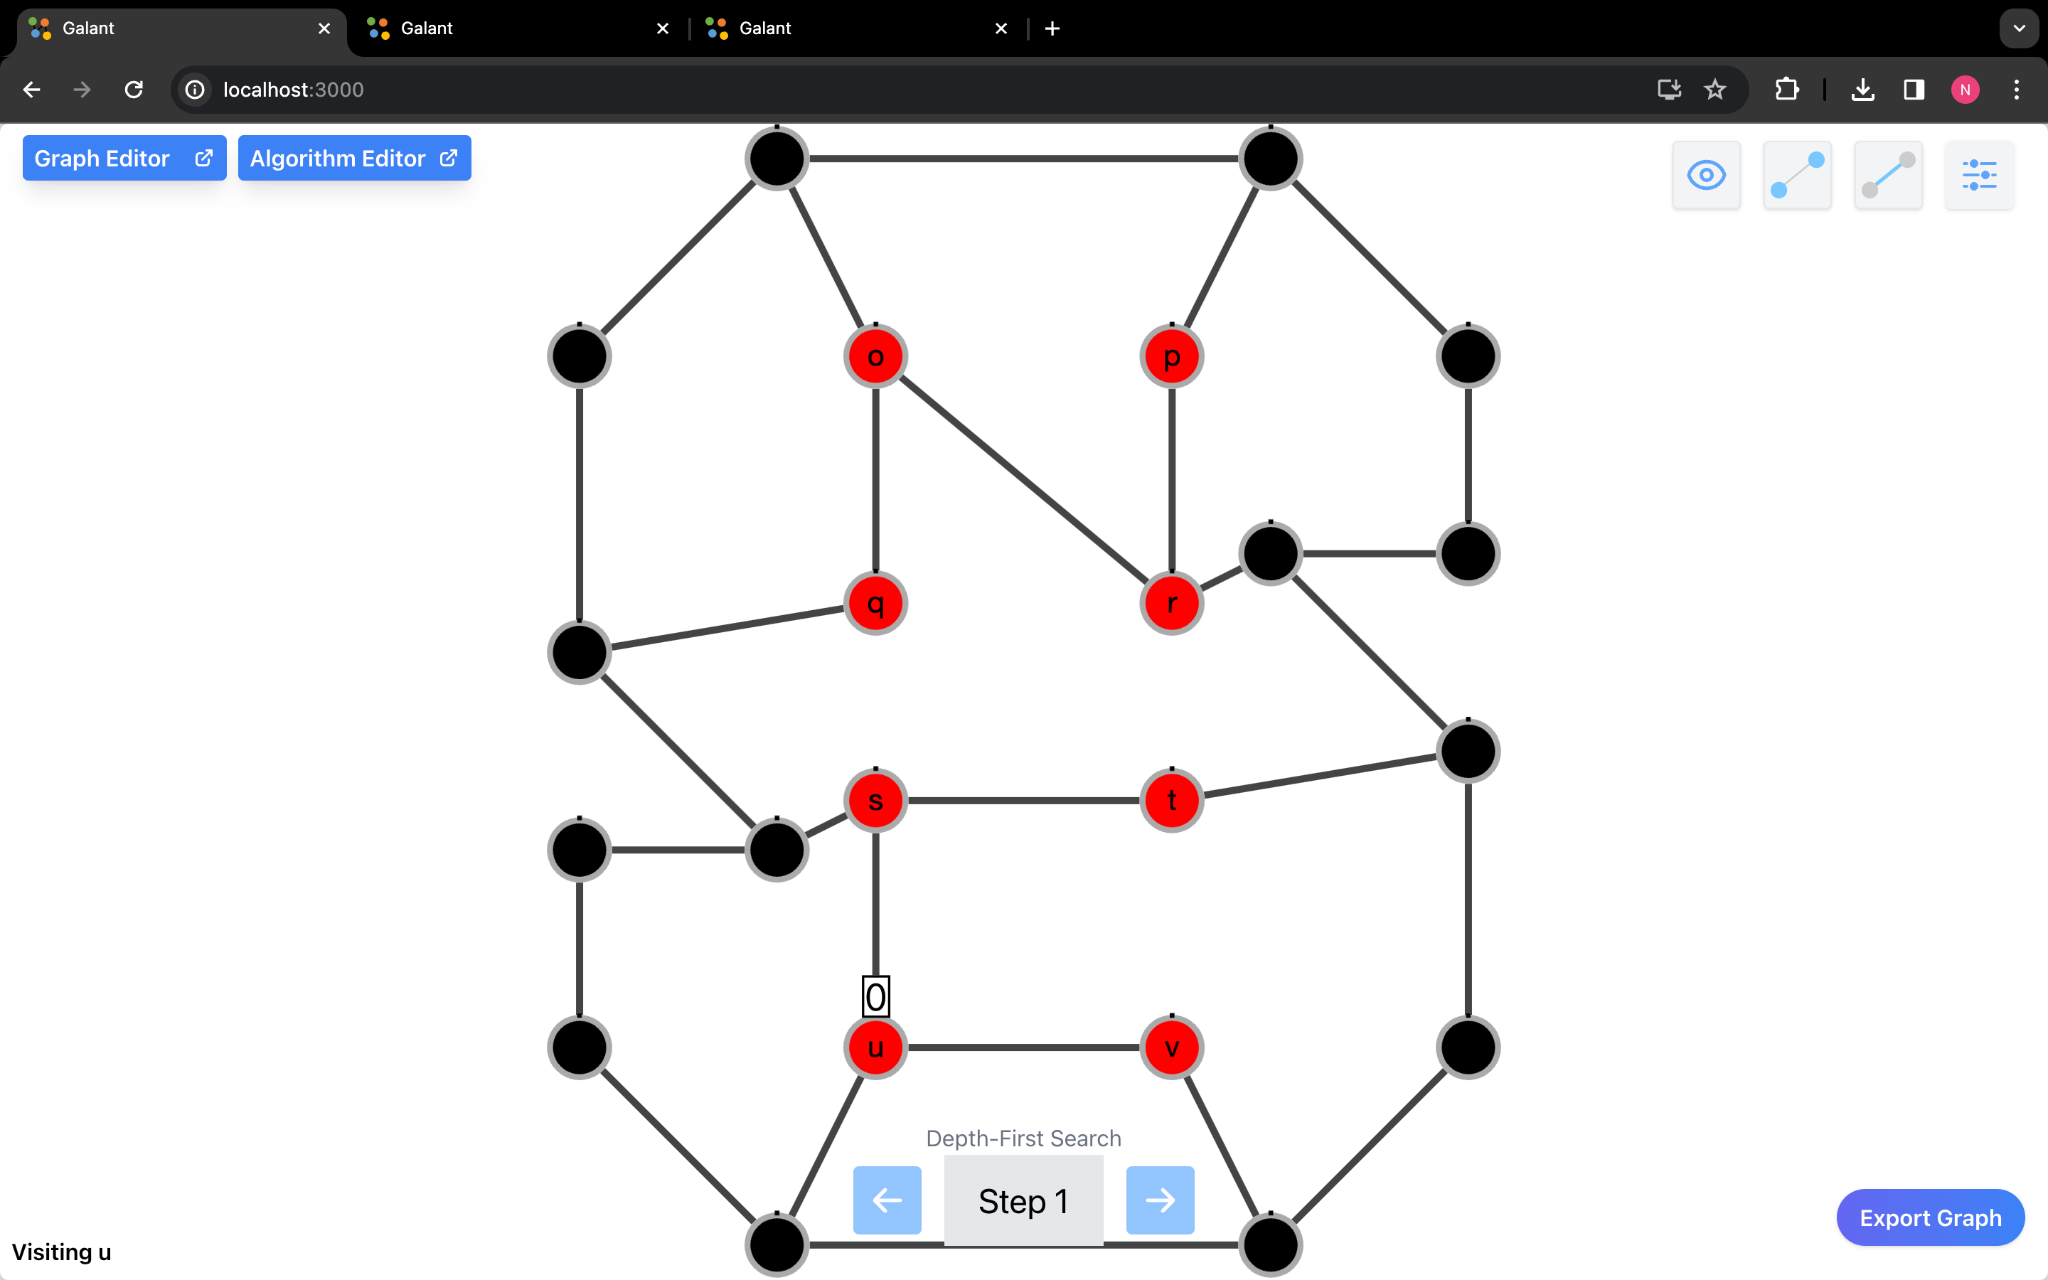 Galant
Galant
Galant
localhost:3000
N
Graph Editor
Algorithm Editor
o
p
q
r
s
t
0
u
v
Depth-First Search
Step 1
Export Graph
Visiting u